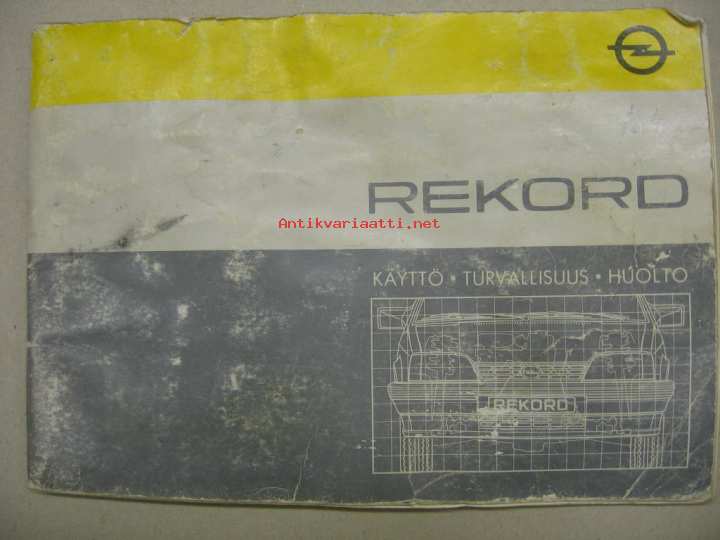 REKORD
Antikvariaatti.net
KÄYTTÖ • TURVALLISUUS • HUOLTO
REKORD